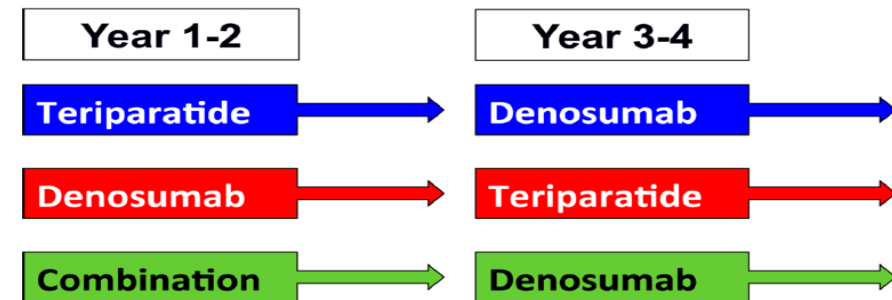 Year 1-2 Year 3-4
Teriparatide Denosumab
Denosumab Teriparatide
Combination Denosumab